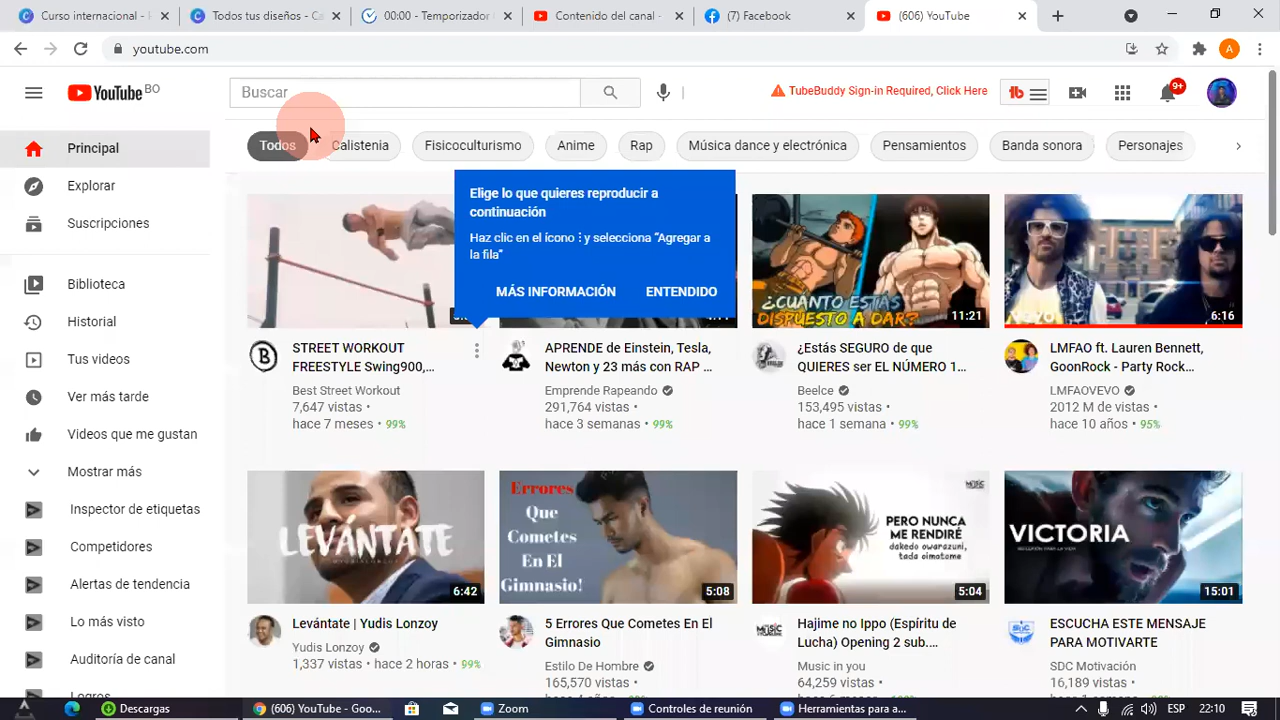 Curso internacional -
Todos tus diseños - Ca
00:00 - Temporizador
Contenido del canal -
(7) Facebook
(606) YouTube
youtube.com
A
YouTube BO
Buscar
TubeBuddy Sign-in Required, Click Here
9+
Todos
Calistenia
Fisicoculturismo
Anime
Rap
Música dance y electrónica
Pensamientos
Banda sonora
Personajes
Principal
Explorar
Suscripciones
Biblioteca
Historial
Tus videos
Ver más tarde
Videos que me gustan
Mostrar más
Inspector de etiquetas
Competidores
Alertas de tendencia
Lo más visto
Auditoría de canal
Logros
Elige lo que quieres reproducir a
continuación
Haz clic en el ícono ⋮ y selecciona "Agregar a
la fila"
MÁS INFORMACIÓN
ENTENDIDO
¿CUÁNTO ESTÁS
DISPUESTO A DAR?
11:21
6:16
STREET WORKOUT
FREESTYLE Swing900,...
Best Street Workout
7,647 vistas •
hace 7 meses • 99%
APRENDE de Einstein, Tesla,
Newton y 23 más con RAP ...
Emprende Rapeando
291,764 vistas •
hace 3 semanas • 99%
¿Estás SEGURO de que
QUIERES ser EL NÚMERO 1...
Beelce
153,495 vistas •
hace 1 semana • 99%
LMFAO ft. Lauren Bennett,
GoonRock - Party Rock...
LMFAOVEVO
2012 M de vistas •
hace 10 años • 95%
LEVÁNTATE
6:42
Errores
Que
Cometes
En El
Gimnasio!
5:08
MUSIC
PERO NUNCA
ME RENDIRÉ
dakedo owarazuni,
tada oimatome
5:04
VICTORIA
15:01
Levántate | Yudis Lonzoy
Yudis Lonzoy
1,337 vistas • hace 2 horas • 99%
5 Errores Que Cometes En El
Gimnasio
Estilo De Hombre
165,570 vistas •
Hajime no Ippo (Espíritu de
Lucha) Opening 2 sub....
Music in you
64,259 vistas •
ESCUCHA ESTE MENSAJE
PARA MOTIVARTE
SDC Motivación
16,189 vistas •
Descargas
(606) YouTube - Goo...
Zoom
Controles de reunión
Herramientas para a...
ESP
22:10